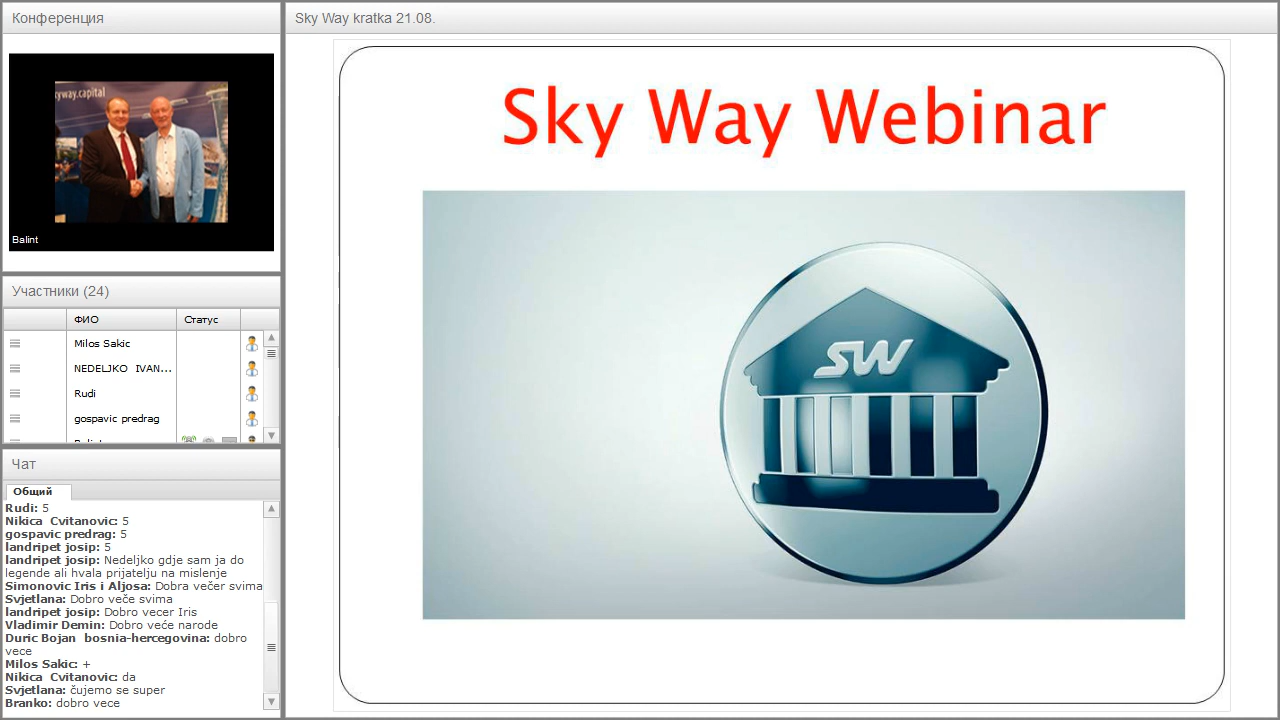 Конференция
kyway.capital
Balint
Участники (24)
ФИО Статус
Milos Sakic
NEDELJKO IVAN...
Rudi
gospavic predrag
Чат
Общий
Rudi: 5
Nikica Cvitanovic: 5
gospavic predrag: 5
landripet josip: 5
landripet josip: Nedeljko gdje sam ja do
legende ali hvala prijatelju na mislenje
Simonovic Iris i Aljosa: Dobra večer svima
Svjetlana: Dobro veče svima
landripet josip: Dobro vecer Iris
Vladimir Demin: Dobro veće narode
Duric Bojan bosnia-hercegovina: dobro
vece
Milos Sakic: +
Nikica Cvitanovic: da
Svjetlana: čujemo se super
Branko: dobro vece
Sky Way kratka 21.08.
Sky Way Webinar
SW